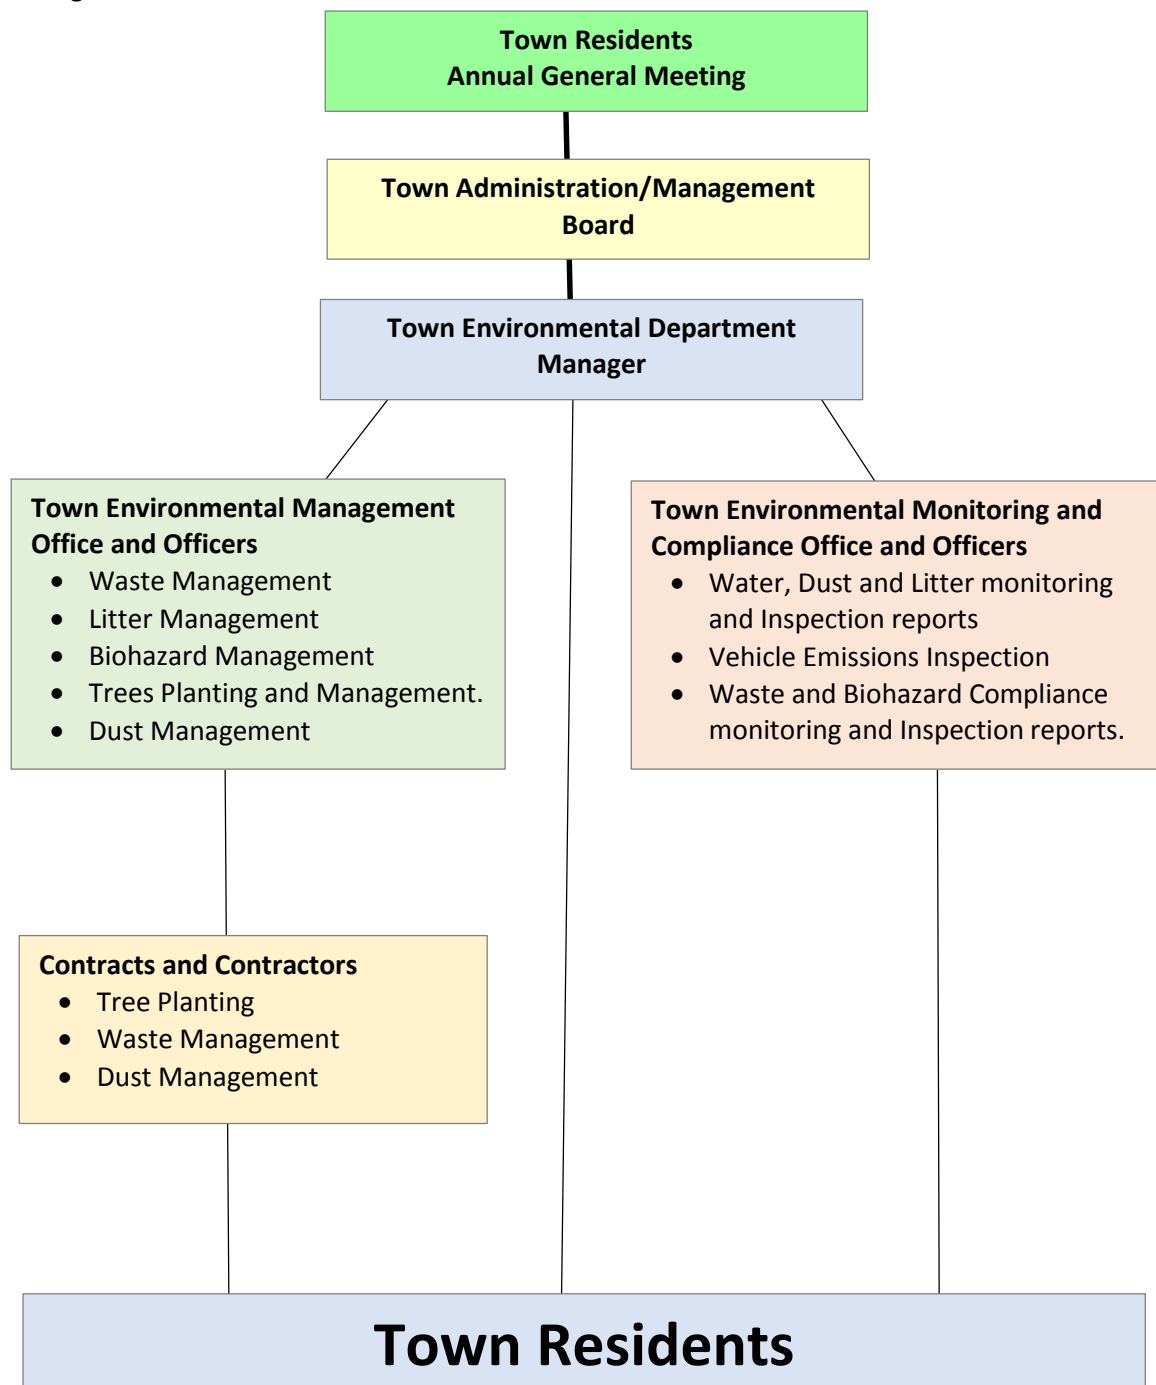 Town Residents
Annual General Meeting
Town Administration/Management
Board
Town Environmental Department
Manager
Town Environmental Management
Office and Officers
• Waste Management
• Litter Management
• Biohazard Management
• Trees Planting and Management.
• Dust Management
Town Environmental Monitoring and
Compliance Office and Officers
• Water, Dust and Litter monitoring
and Inspection reports
• Vehicle Emissions Inspection
• Waste and Biohazard Compliance
monitoring and Inspection reports.
Contracts and Contractors
• Tree Planting
• Waste Management
• Dust Management
Town Residents